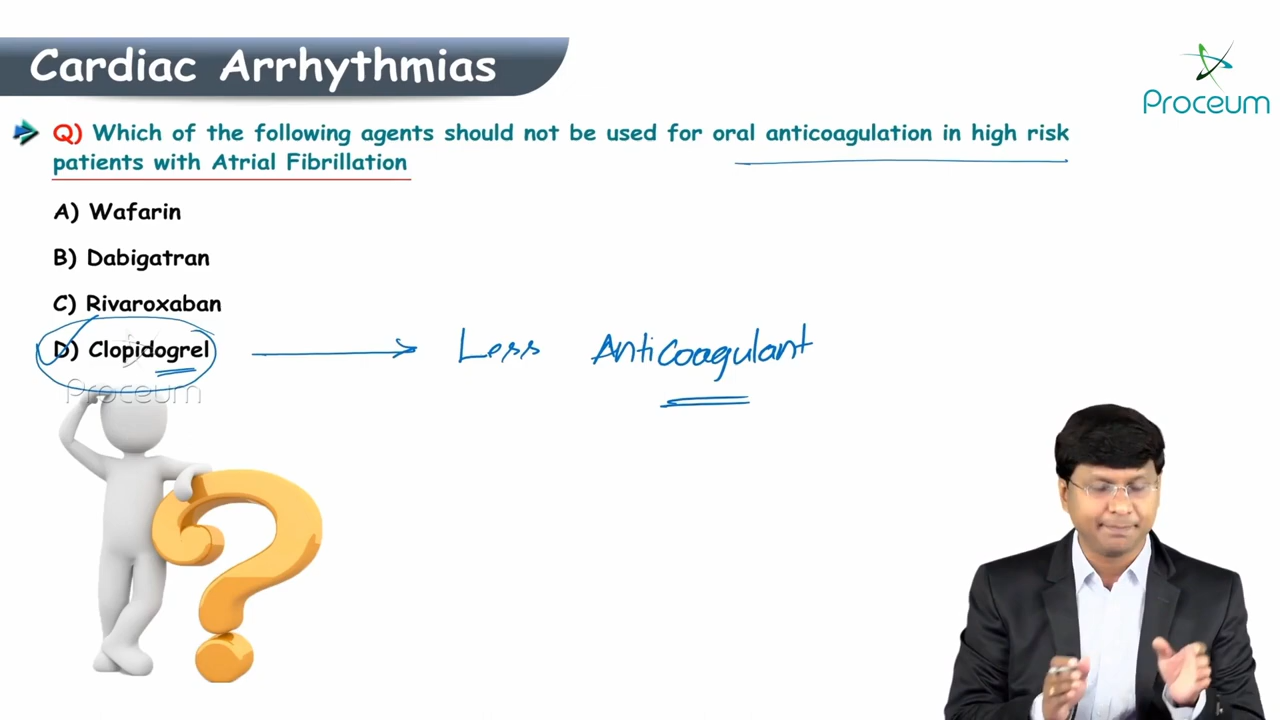 Cardiac Arrhythmias
Proceum
Q) Which of the following agents should not be used for oral anticoagulation in high risk
patients with Atrial Fibrillation
A) Wafarin
B) Dabigatran
C) Rivaroxaban
D) Clopidogrel
Less Anticoagulant
Proceum